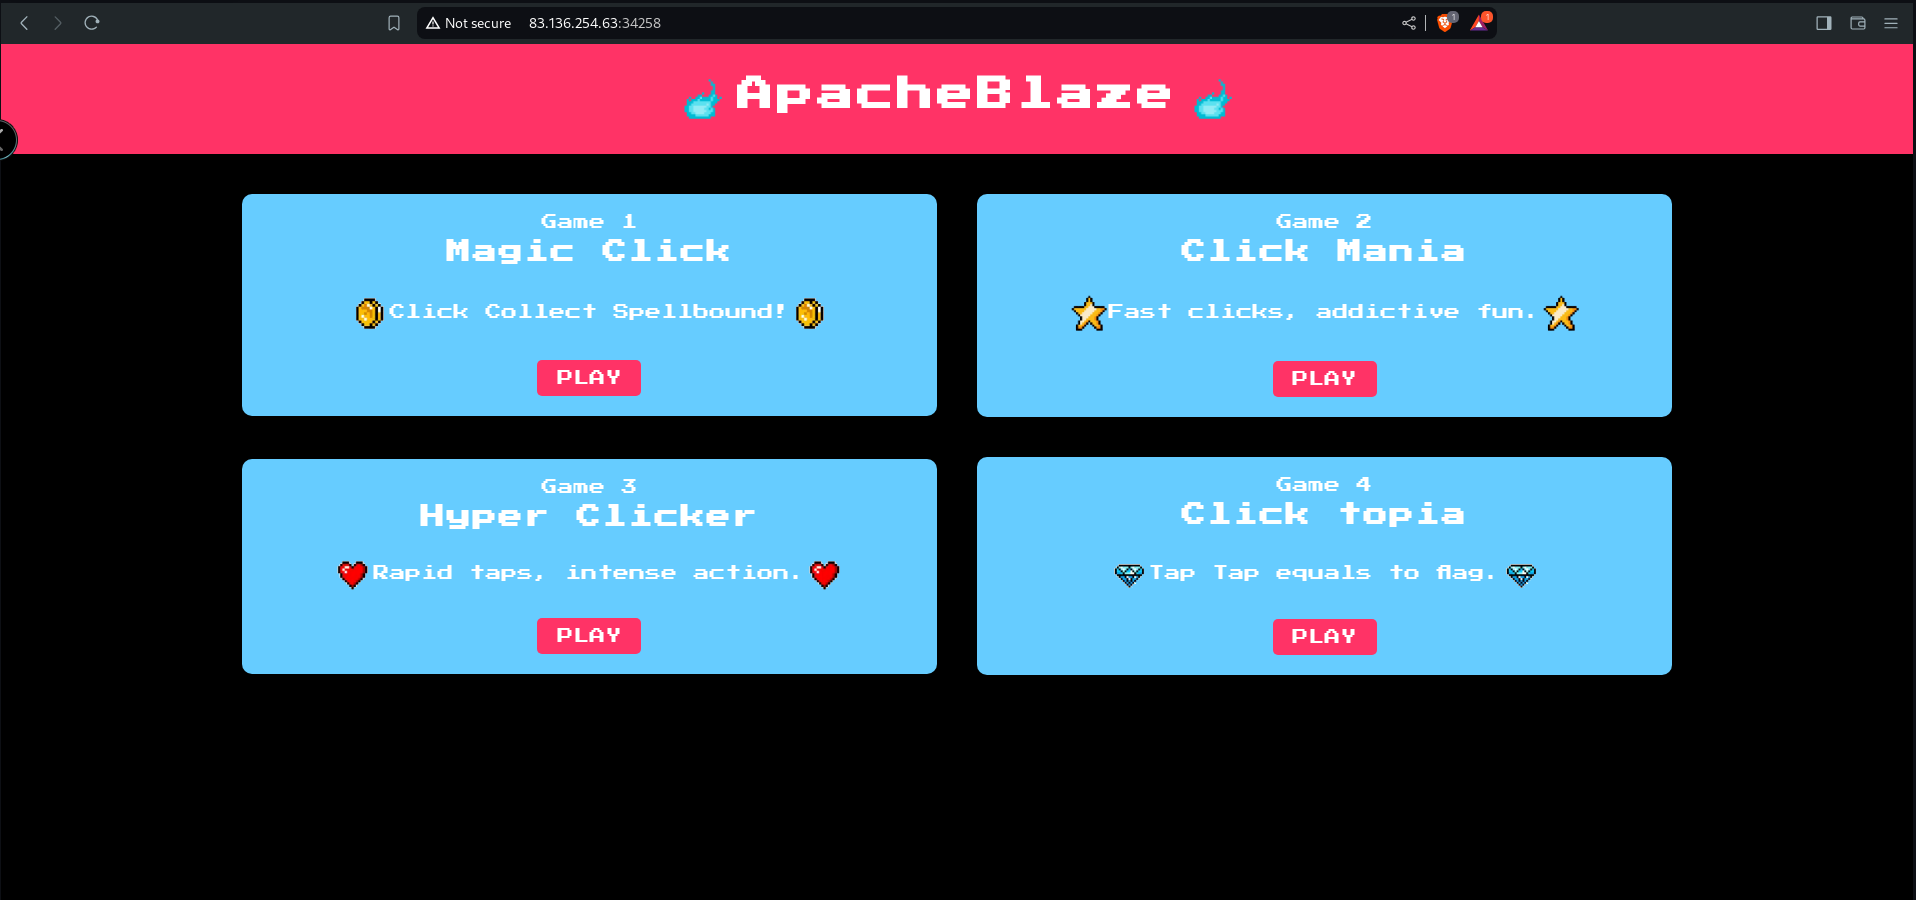 Not secure 83.136.254.63:34258
1
1
ApacheBlaze
Game 1
Magic Click
Click Collect Spellbound!
PLAY
Game 2
Click Mania
Fast clicks, addictive fun.
PLAY
Game 3
Hyper Clicker
Rapid taps, intense action.
PLAY
Game 4
Click topia
Tap Tap equals to flag.
PLAY